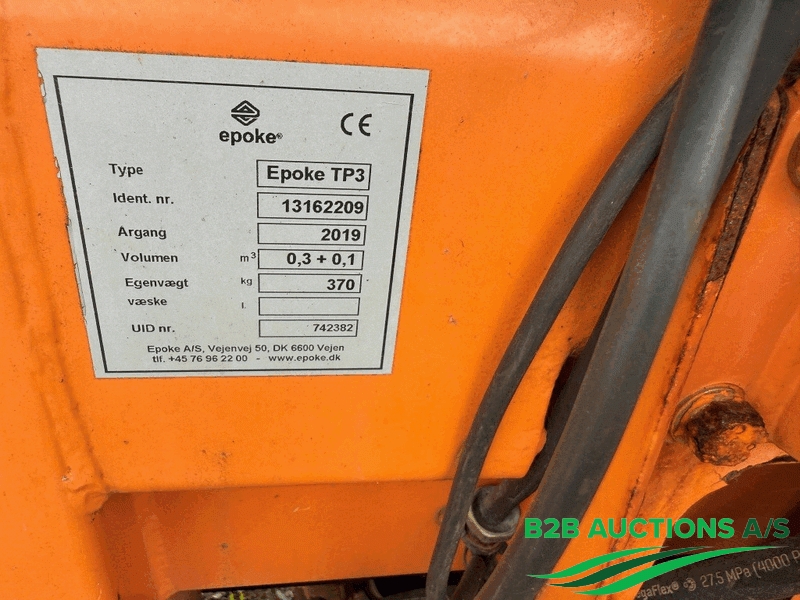 epoke®
CE
Type Epoke TP3
Ident. nr. 13162209
Argang 2019
Volumen m³ 0,3 + 0,1
Egenvægt kg 370
væske l.
UID nr. 742382
Epoke A/S, Vejenvej 50, DK 6600 Vejen
tlf. +45 76 96 22 00 - www.epoke.dk
B2B AUCTIONS A/S
27.5 MPa (4000